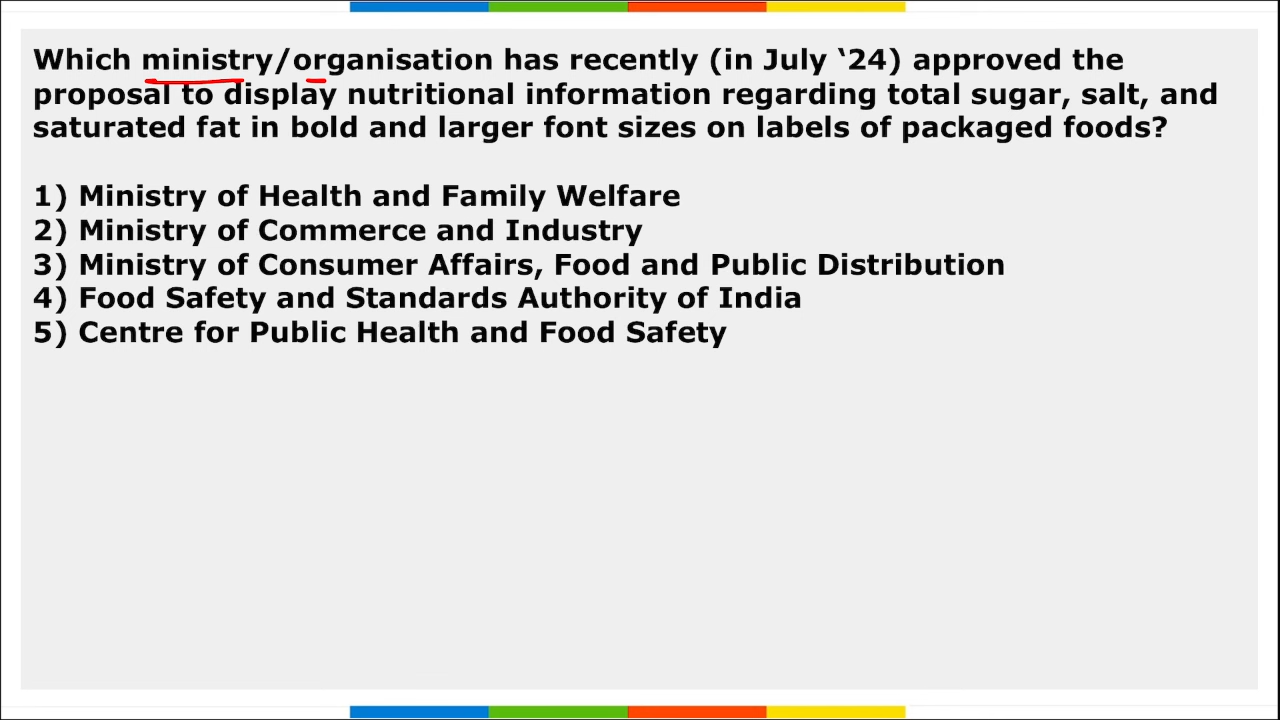 Which ministry/organisation has recently (in July ‘24) approved the
proposal to display nutritional information regarding total sugar, salt, and
saturated fat in bold and larger font sizes on labels of packaged foods?
1) Ministry of Health and Family Welfare
2) Ministry of Commerce and Industry
3) Ministry of Consumer Affairs, Food and Public Distribution
4) Food Safety and Standards Authority of India
5) Centre for Public Health and Food Safety